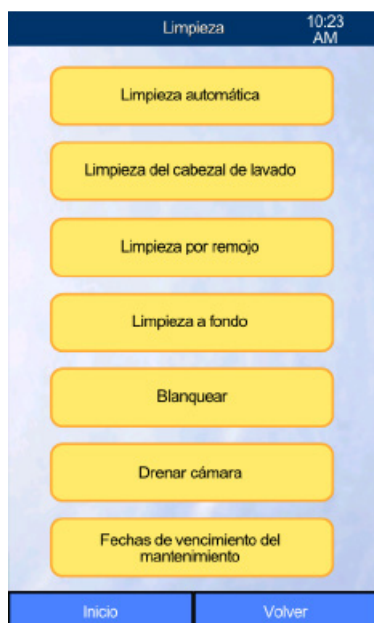 Limpieza
10:23
AM
Limpieza automática
Limpieza del cabezal de lavado
Limpieza por remojo
Limpieza a fondo
Blanquear
Drenar cámara
Fechas de vencimiento del
mantenimiento
Inicio
Volver